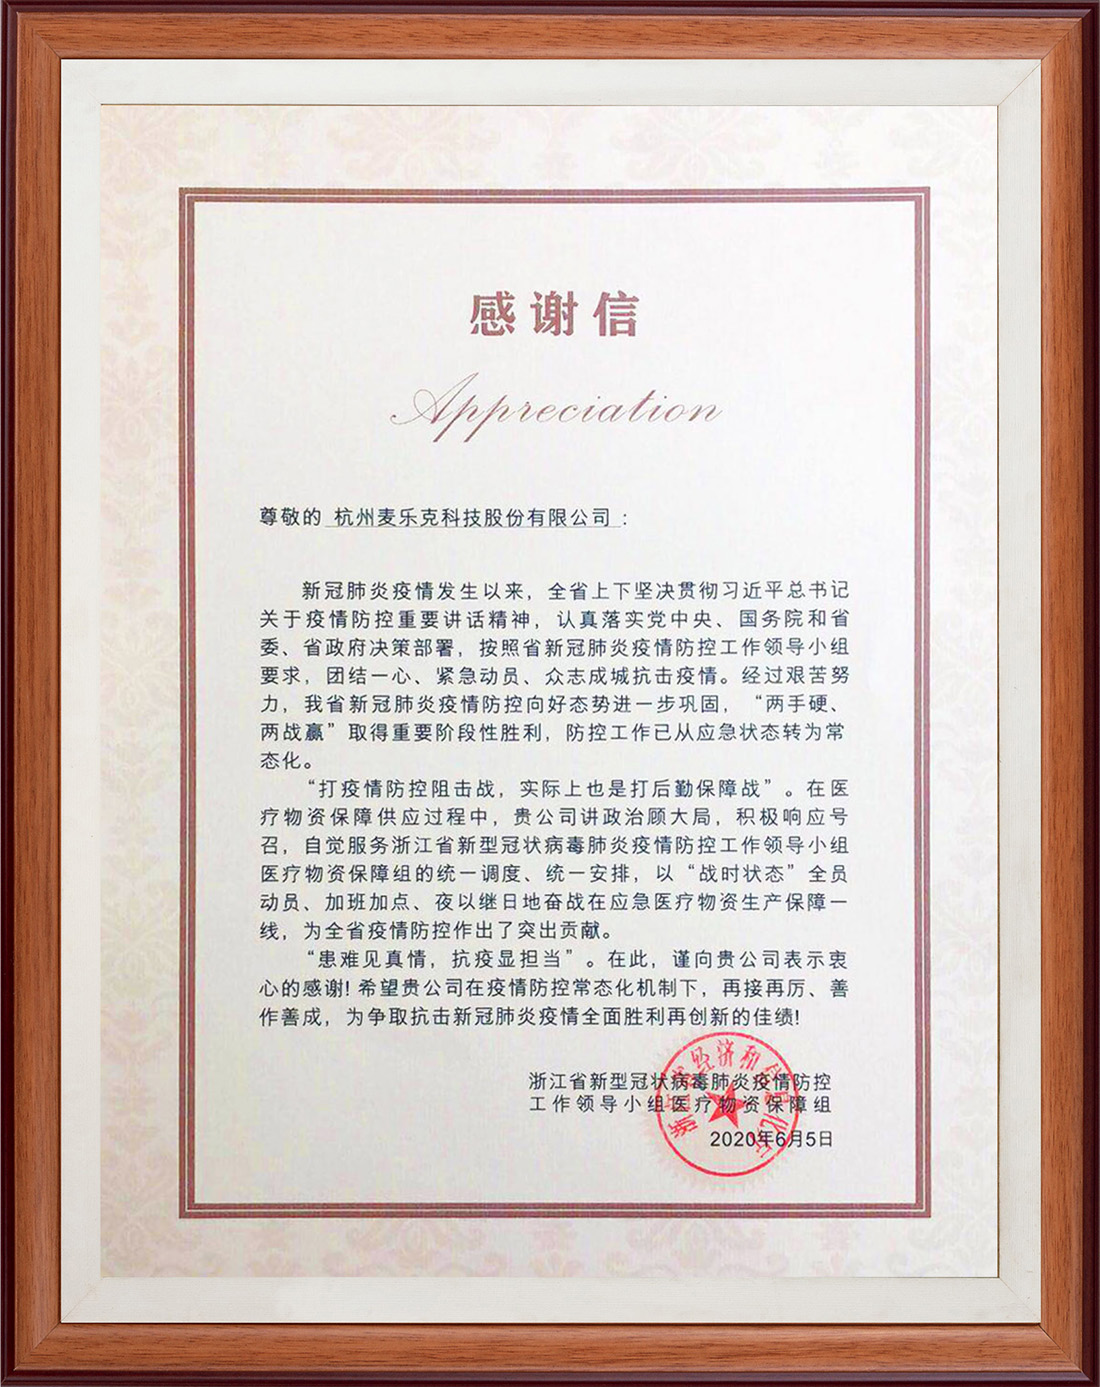 感谢信
Appreciation
尊敬的 杭州麦乐克科技股份有限公司 ：
新冠肺炎疫情发生以来，全省上下坚决贯彻习近平总书记
关于疫情防控重要讲话精神，认真落实党中央、国务院和省
委、省政府决策部署，按照省新冠肺炎疫情防控工作领导小组
要求，团结一心、紧急动员、众志成城抗击疫情。经过艰苦努
力，我省新冠肺炎疫情防控向好态势进一步巩固，“两手硬、
两战赢”取得重要阶段性胜利，防控工作已从应急状态转为常
态化。
“打疫情防控阻击战，实际上也是打后勤保障战”。在医
疗物资保障供应过程中，贵公司讲政治顾大局，积极响应号
召，自觉服务浙江省新型冠状病毒肺炎疫情防控工作领导小组
医疗物资保障组的统一调度、统一安排，以“战时状态”全员
动员、加班加点、夜以继日地奋战在应急医疗物资生产保障一
线，为全省疫情防控作出了突出贡献。
“患难见真情，抗疫显担当”。在此，谨向贵公司表示衷
心的感谢！希望贵公司在疫情防控常态化机制下，再接再厉、善
作善成，为争取抗击新冠肺炎疫情全面胜利再创新的佳绩！
浙江省新型冠状病毒肺炎疫情防控
工作领导小组医疗物资保障组
2020年6月5日
浙江省经济和信息化厅